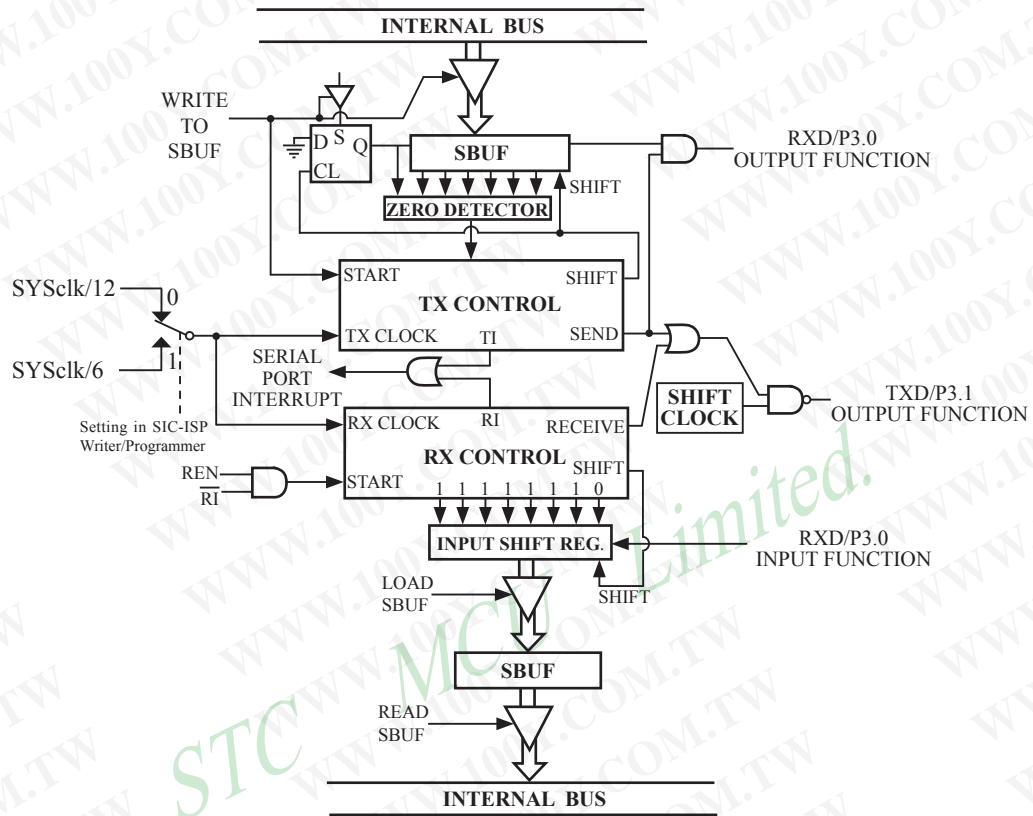 INTERNAL BUS
WRITE
TO
SBUF
D
S
Q
CL
SBUF
ZERO DETECTOR
SHIFT
RXD/P3.0
OUTPUT FUNCTION
START
SHIFT
TX CONTROL
TX CLOCK
TI
SEND
SYSclk/12
0
SYSclk/6
1
Setting in SIC-ISP
Writer/Programmer
SERIAL
PORT
INTERRUPT
SHIFT
CLOCK
TXD/P3.1
OUTPUT FUNCTION
RX CLOCK
RI
RECEIVE
RX CONTROL
SHIFT
START
REN
RI
1 1 1 1 1 1 1 0
INPUT SHIFT REG.
RXD/P3.0
INPUT FUNCTION
LOAD
SBUF
SHIFT
SBUF
READ
SBUF
INTERNAL BUS
STC MCU Limited.
WWW.100Y.COM.TW